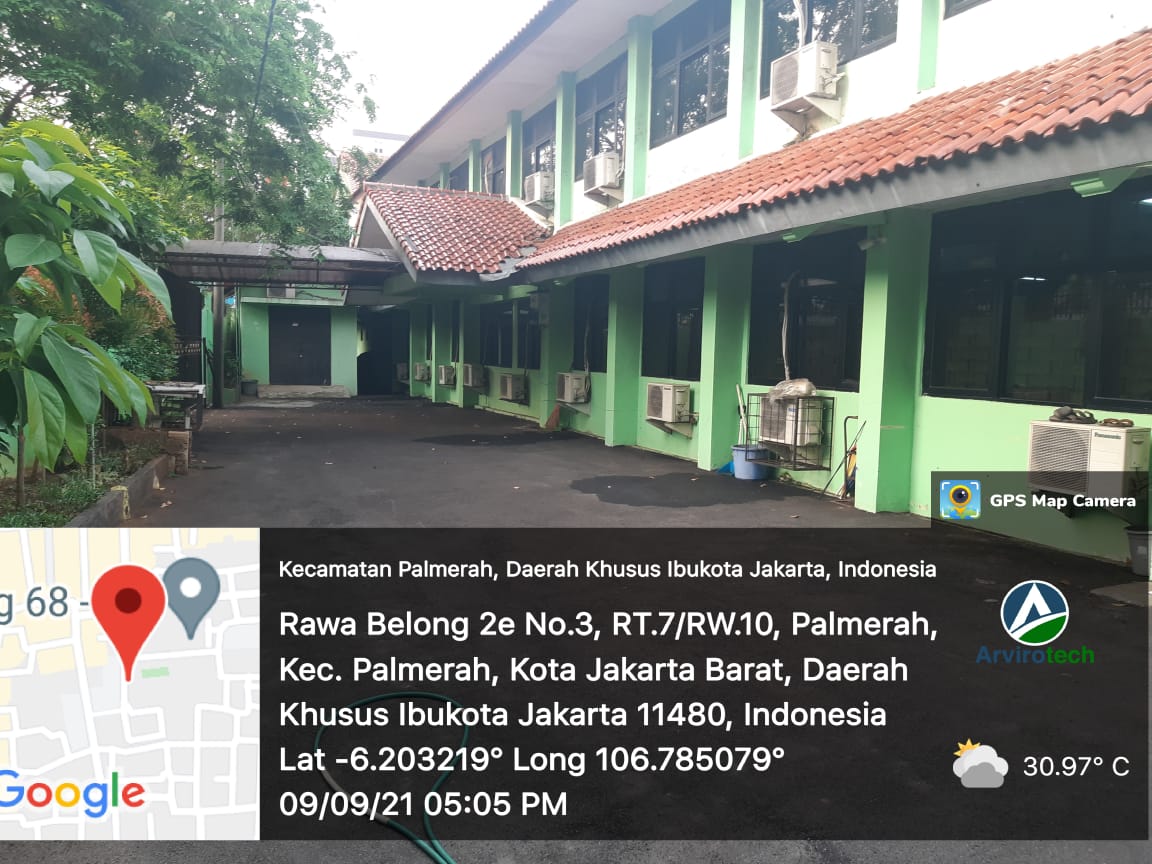 GPS Map Camera
Kecamatan Palmerah, Daerah Khusus Ibukota Jakarta, Indonesia
Rawa Belong 2e No.3, RT.7/RW.10, Palmerah,
Kec. Palmerah, Kota Jakarta Barat, Daerah
Khusus Ibukota Jakarta 11480, Indonesia
Lat -6.203219° Long 106.785079°
09/09/21 05:05 PM
Arvirotech
30.97° C
g 68 -
Google
Panasonic